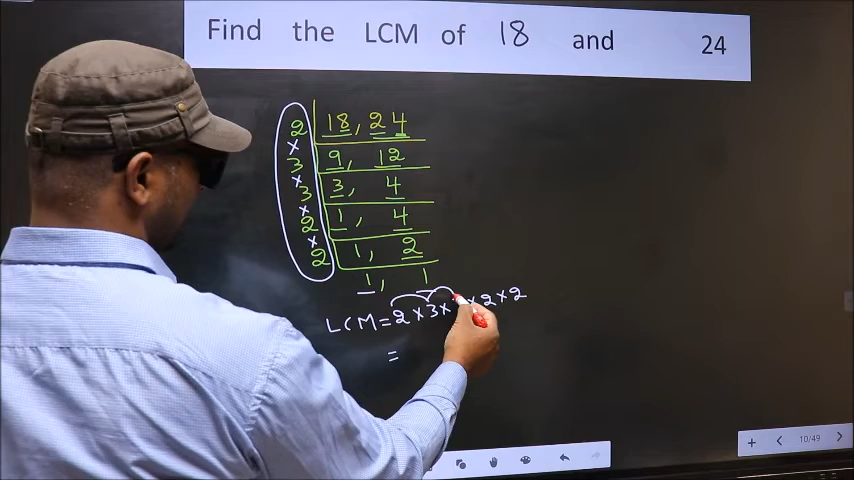 Find the LCM of 18 and 24
2 18, 24
×
3 9, 12
×
3 3, 4
×
2 1, 4
×
2 1, 2
1, 1
LCM = 2 × 3 × × 2 × 2
=
10/49